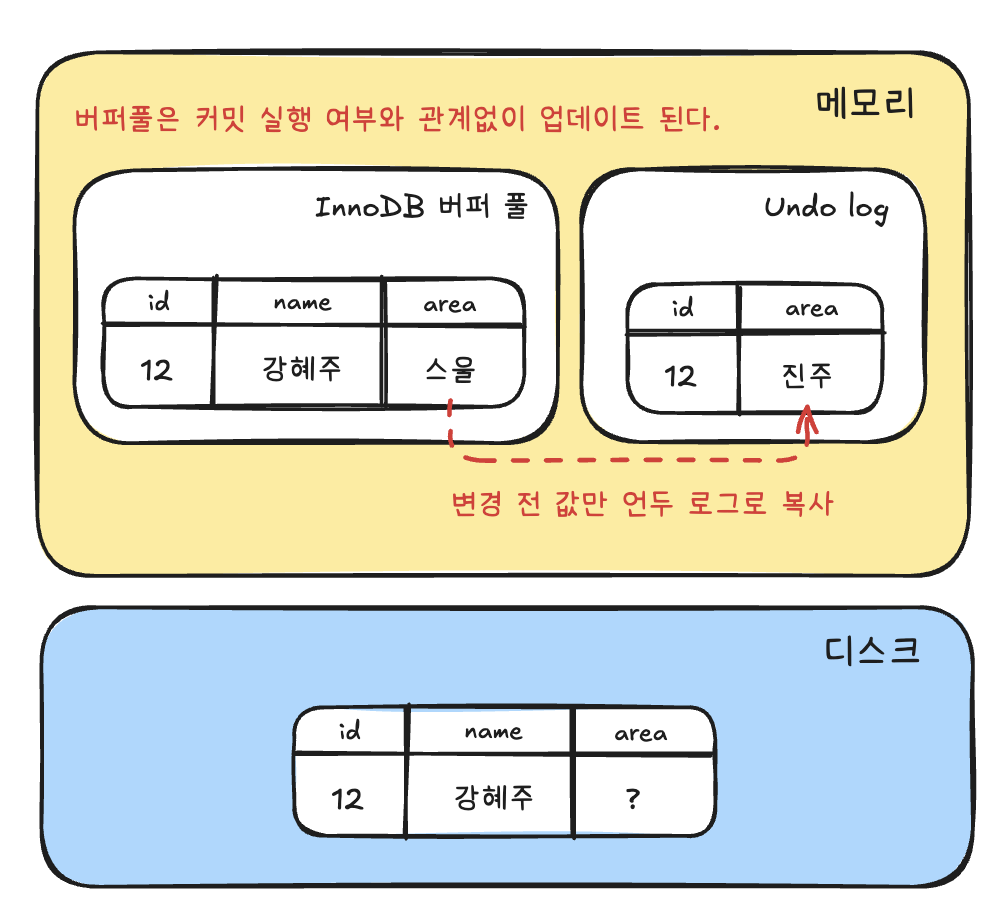 버퍼풀은 커밋 실행 여부와 관계없이 업데이트 된다.
메모리
InnoDB 버퍼 풀
id name area
12 강혜주 스울
Undo log
id area
12 진주
변경 전 값만 언두 로그로 복사
디스크
id name area
12 강혜주 ?